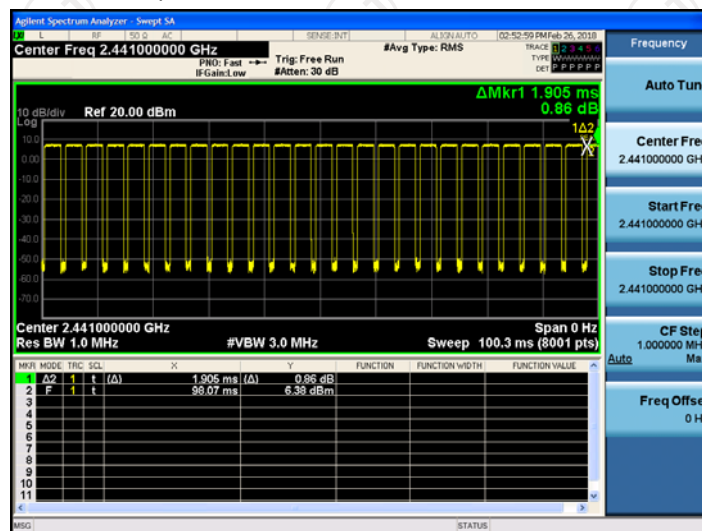 Agilent Spectrum Analyzer - Swept SA
L RF 50 Ω AC SENSE:INT ALIGNAUTO 02:52:59 PM Feb 26, 2018
Center Freq 2.441000000 GHz
PNO: Fast
IFGain:Low
Trig: Free Run
#Atten: 30 dB
#Avg Type: RMS
TRACE 1 2 3 4 5 6
TYPE
DET P P P P P P
ΔMkr1 1.905 ms
0.86 dB
10 dB/div Ref 20.00 dBm
Log
10.0
0.00
-10.0
-20.0
-30.0
-40.0
-50.0
-60.0
-70.0
1Δ2
Center 2.441000000 GHz Span 0 Hz
Res BW 1.0 MHz #VBW 3.0 MHz Sweep 100.3 ms (8001 pts)
MKR MODE TRC SCL X Y FUNCTION FUNCTION WIDTH FUNCTION VALUE
1 Δ2 1 t (Δ) 1.905 ms (Δ) 0.86 dB
2 F 1 t 98.07 ms 6.38 dBm
3
4
5
6
7
8
9
10
11
MSG STATUS
Frequency
Auto Tun
Center Fre
2.441000000 GH
Start Fre
2.441000000 GH
Stop Fre
2.441000000 GH
CF Step
1.000000 MH
Auto Ma
Freq Offse
0 H